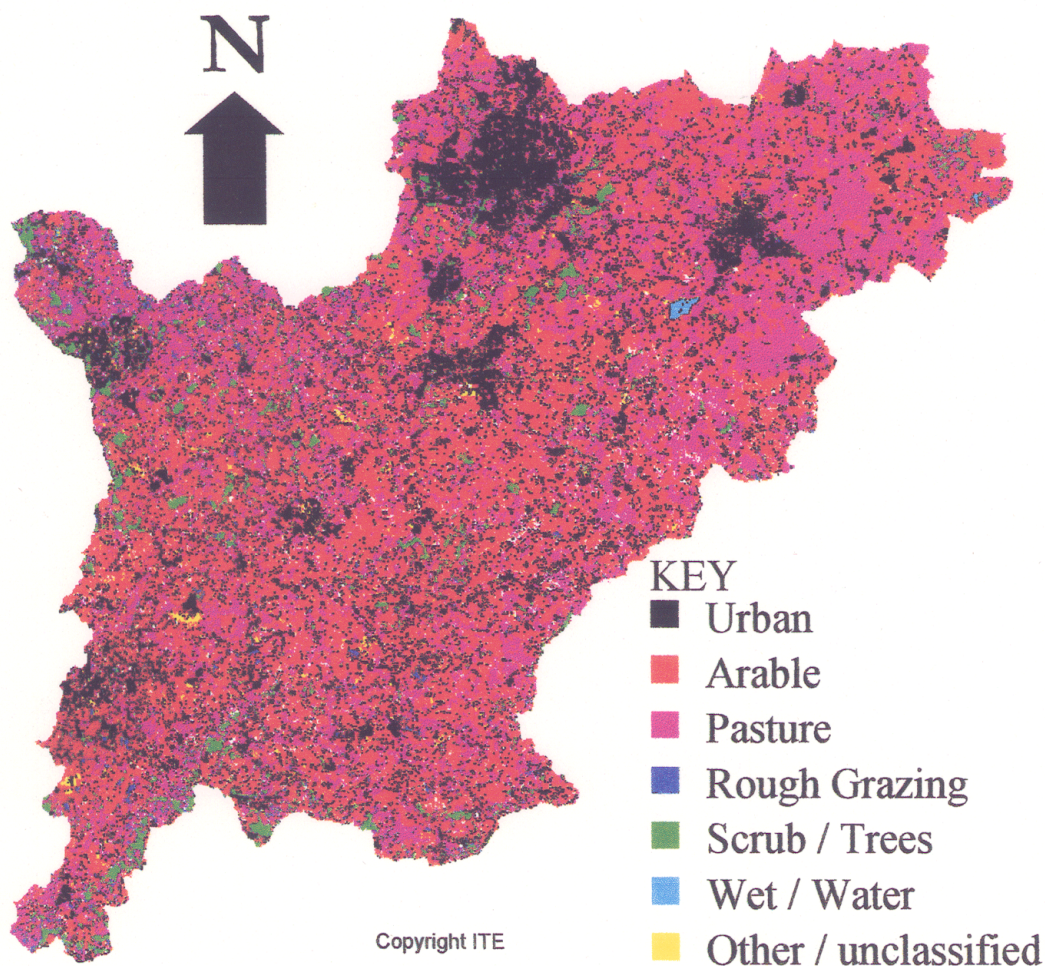 N
KEY
Urban
Arable
Pasture
Rough Grazing
Scrub / Trees
Wet / Water
Other / unclassified
Copyright ITE